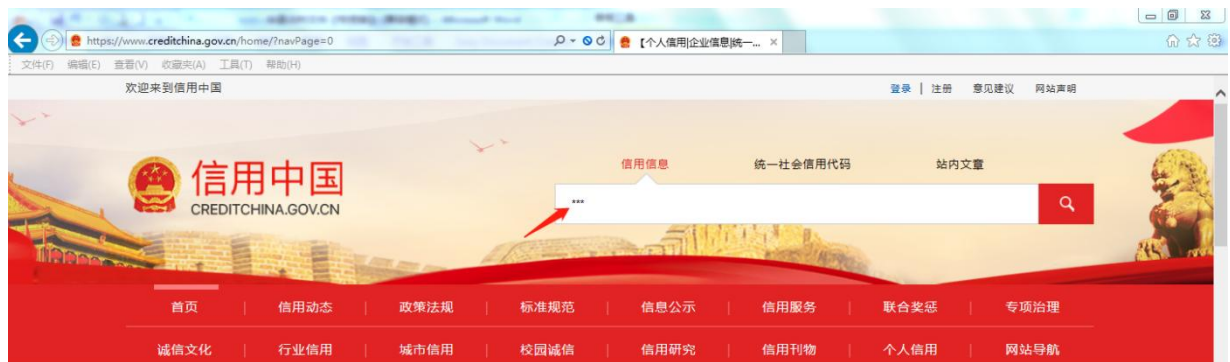 https://www.creditchina.gov.cn/home/?navPage=0
【个人信用|企业信息|统一...
文件(F) 编辑(E) 查看(V) 收藏夹(A) 工具(T) 帮助(H)
欢迎来到信用中国
登录 | 注册 意见建议 网站声明
信用信息 统一社会信用代码 站内文章
信用中国
CREDITCHINA.GOV.CN
***
首页 | 信用动态 | 政策法规 | 标准规范 | 信息公示 | 信用服务 | 联合奖惩 | 专项治理
诚信文化 | 行业信用 | 城市信用 | 校园诚信 | 信用研究 | 信用刊物 | 个人信用 | 网站导航